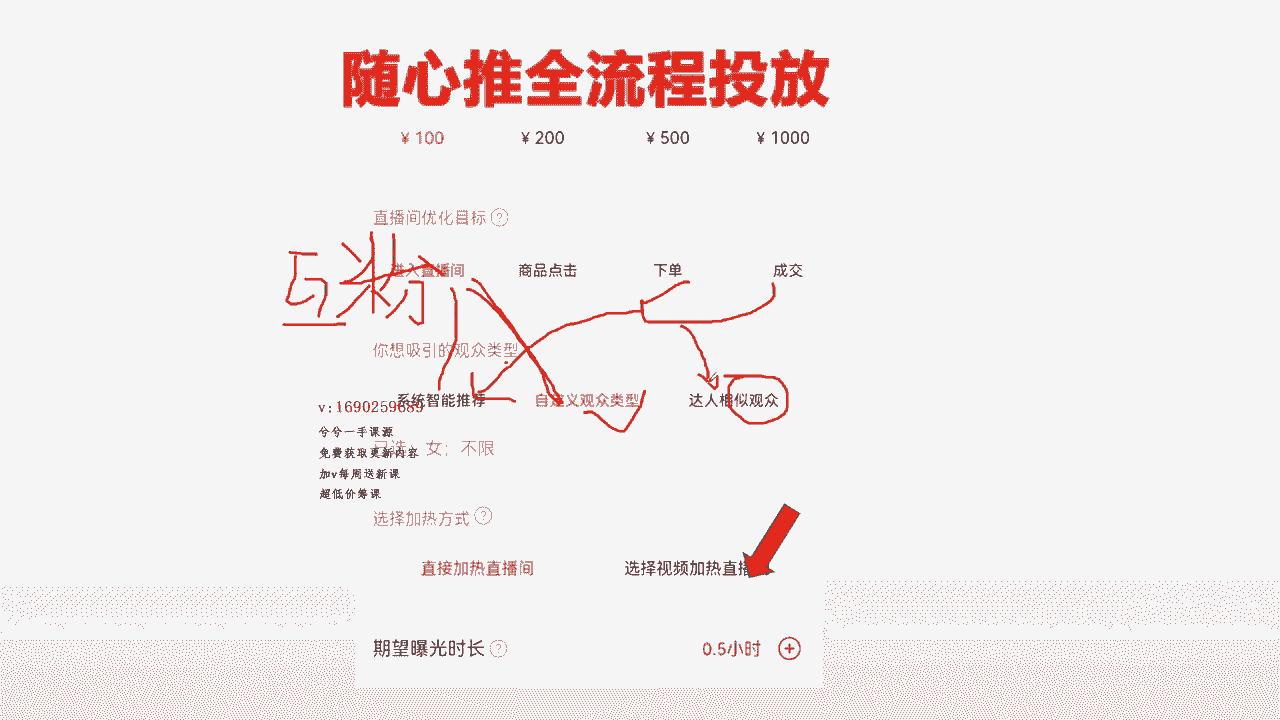 随心推全流程投放
¥ 100 ¥ 200 ¥ 500 ¥ 1000
直播间优化目标 ?
互粉
进入直播间 商品点击 下单 成交
你想吸引的观众类型
系统智能推荐 自定义观众类型 达人相似观众
v:1690259689
兮兮一手课源
已选: 女; 不限
免费获取更新内容
加v每周送新课
超低价筹课
选择加热方式 ?
直接加热直播间 选择视频加热直播
期望曝光时长 ? 0.5小时 +